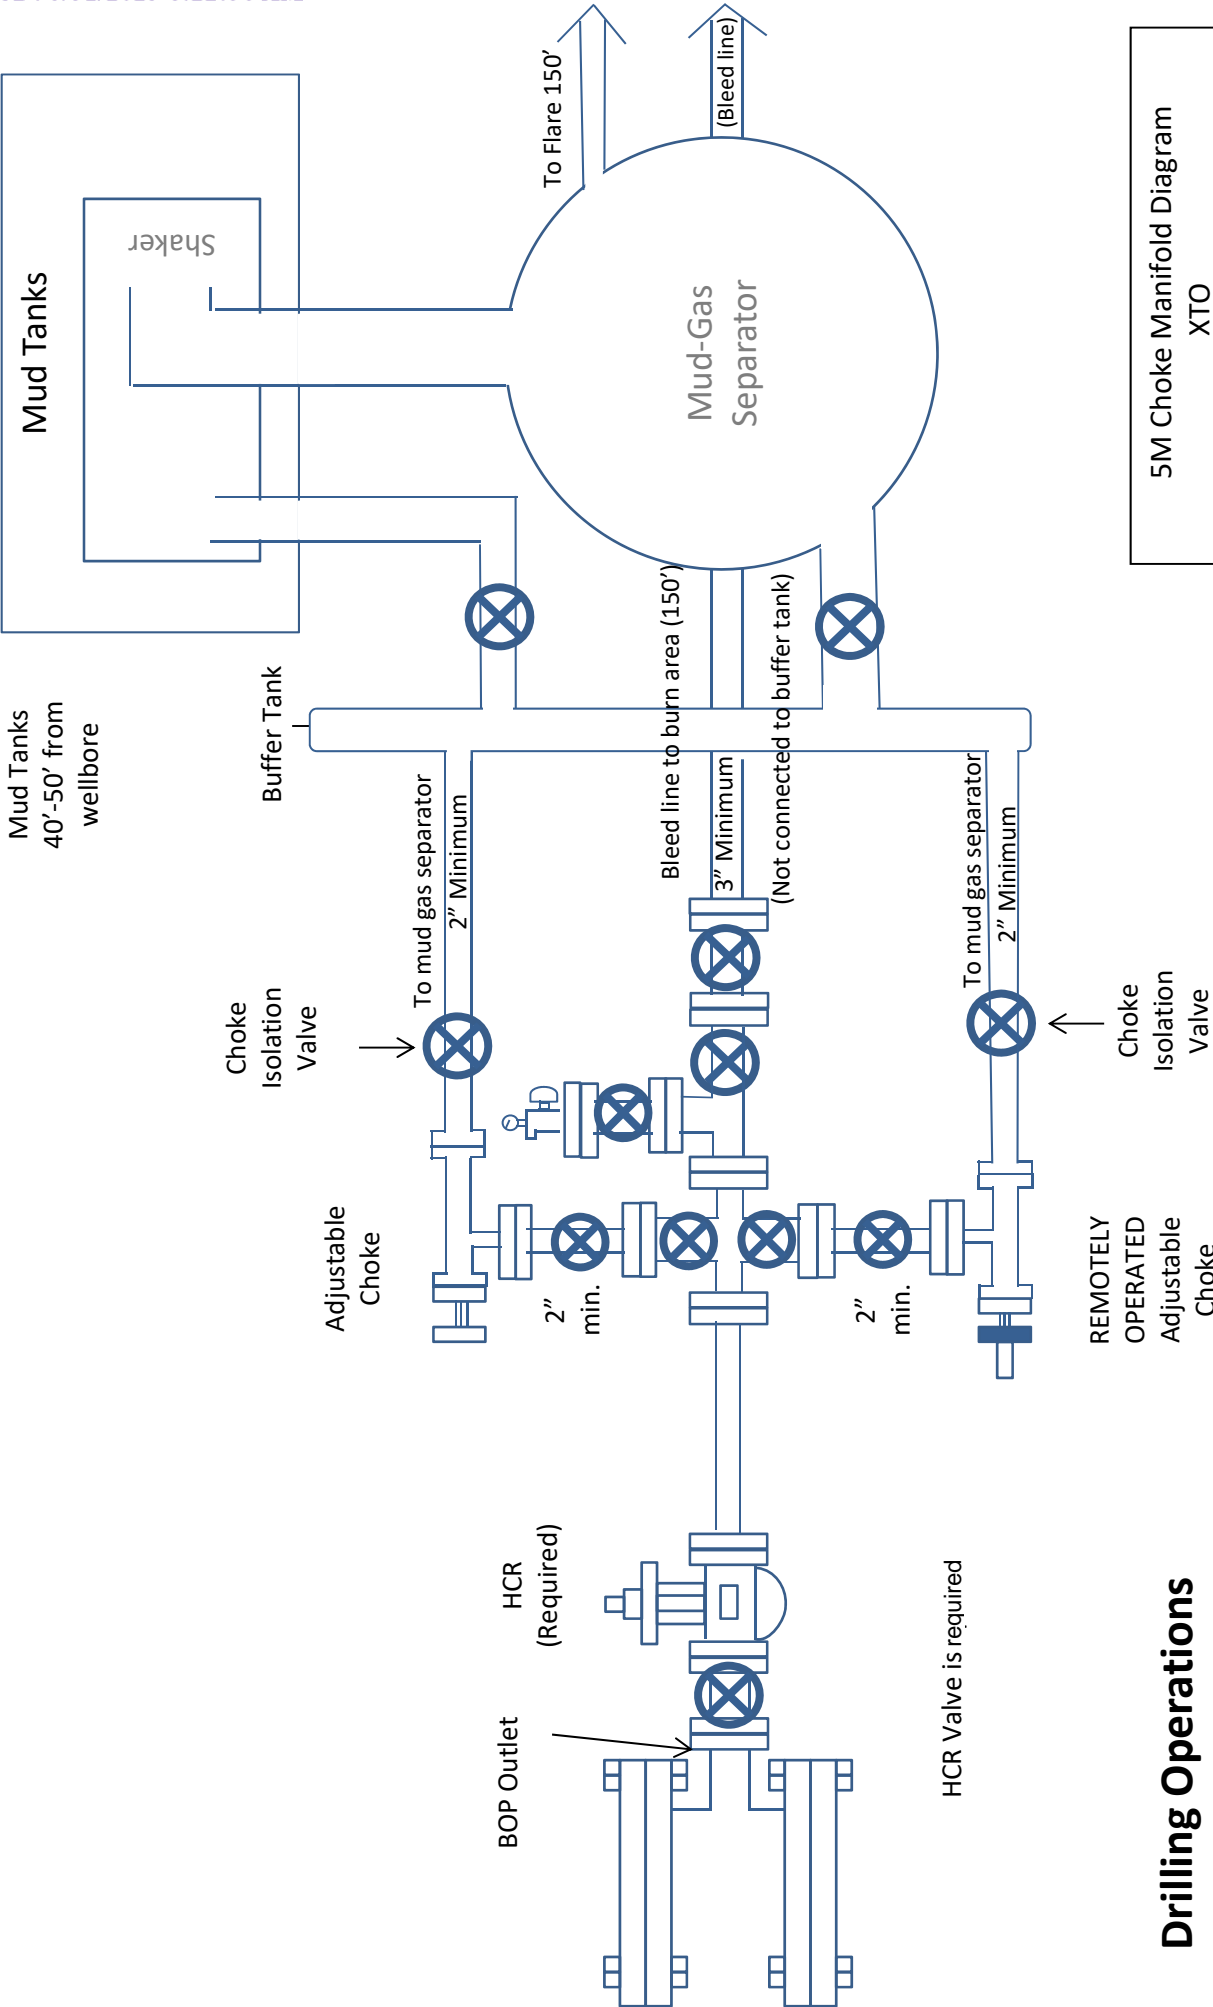 Mud Tanks
Shaker
Mud Tanks
40’-50’ from
wellbore
Buffer Tank
To Flare 150’
(Bleed line)
Mud-Gas
Separator
Bleed line to burn area (150’)
3” Minimum
(Not connected to buffer tank)
To mud gas separator
2” Minimum
To mud gas separator
2” Minimum
Choke
Isolation
Valve
Choke
Isolation
Valve
Adjustable
Choke
2”
min.
2”
min.
REMOTELY
OPERATED
Adjustable
Choke
HCR
(Required)
BOP Outlet
HCR Valve is required
Drilling Operations
5M Choke Manifold Diagram
XTO